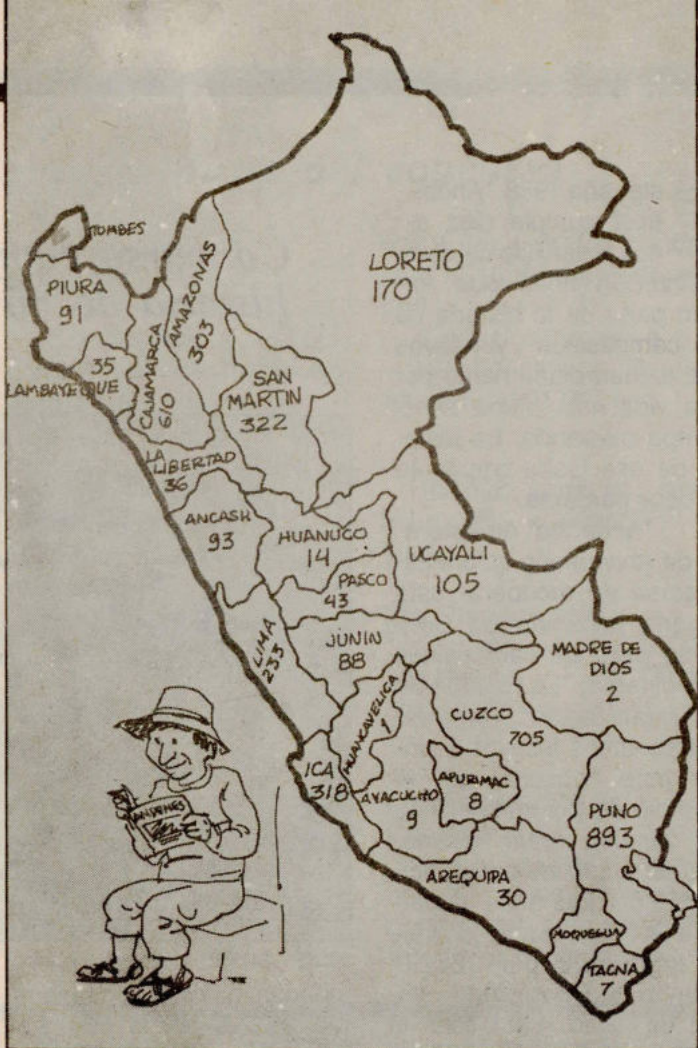 TUMBES
PIURA
91
35
LAMBAYEQUE
CAJAMARCA
610
AMAZONAS
303
LORETO
170
SAN
MARTIN
322
LA
LIBERTAD
36
ANCASH
93
HUANUCO
14
UCAYALI
105
PASCO
43
LIMA
233
JUNIN
88
MADRE DE
DIOS
2
HUANCAVELICA
1
CUZCO
705
ICA
318
AYACUCHO
9
APURIMAC
8
PUNO
893
AREQUIPA
30
MOQUEGUA
TACNA
7
ANDENES